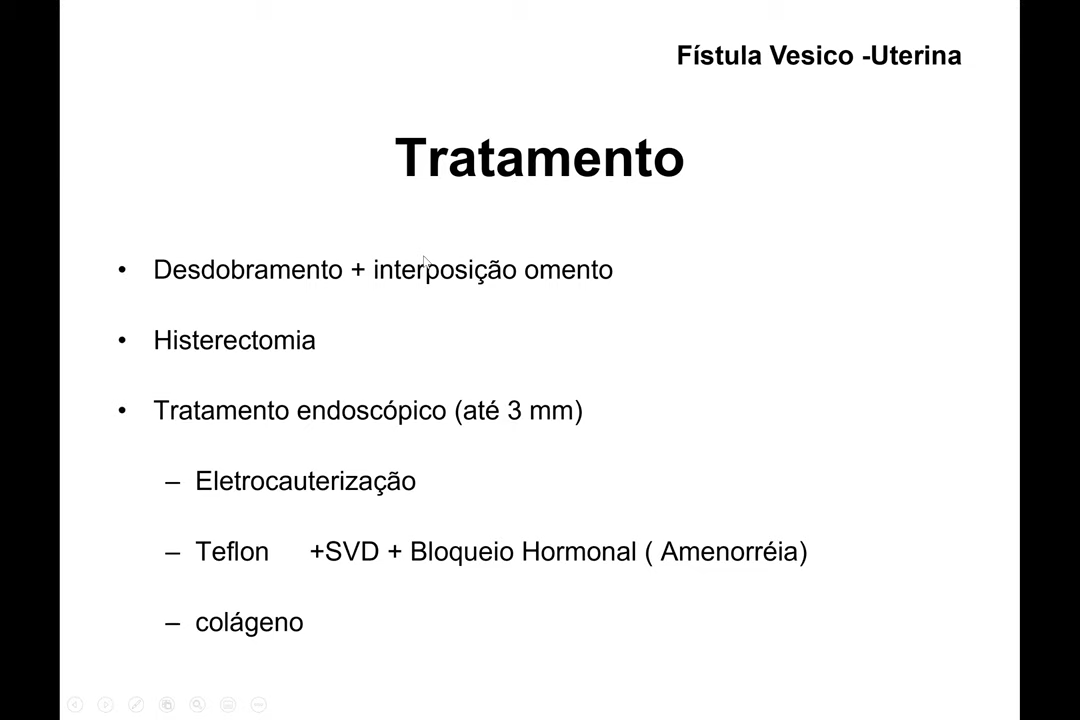 Fístula Vesico -Uterina
Tratamento
• Desdobramento + interposição omento
• Histerectomia
• Tratamento endoscópico (até 3 mm)
– Eletrocauterização
– Teflon +SVD + Bloqueio Hormonal ( Amenorréia)
– colágeno